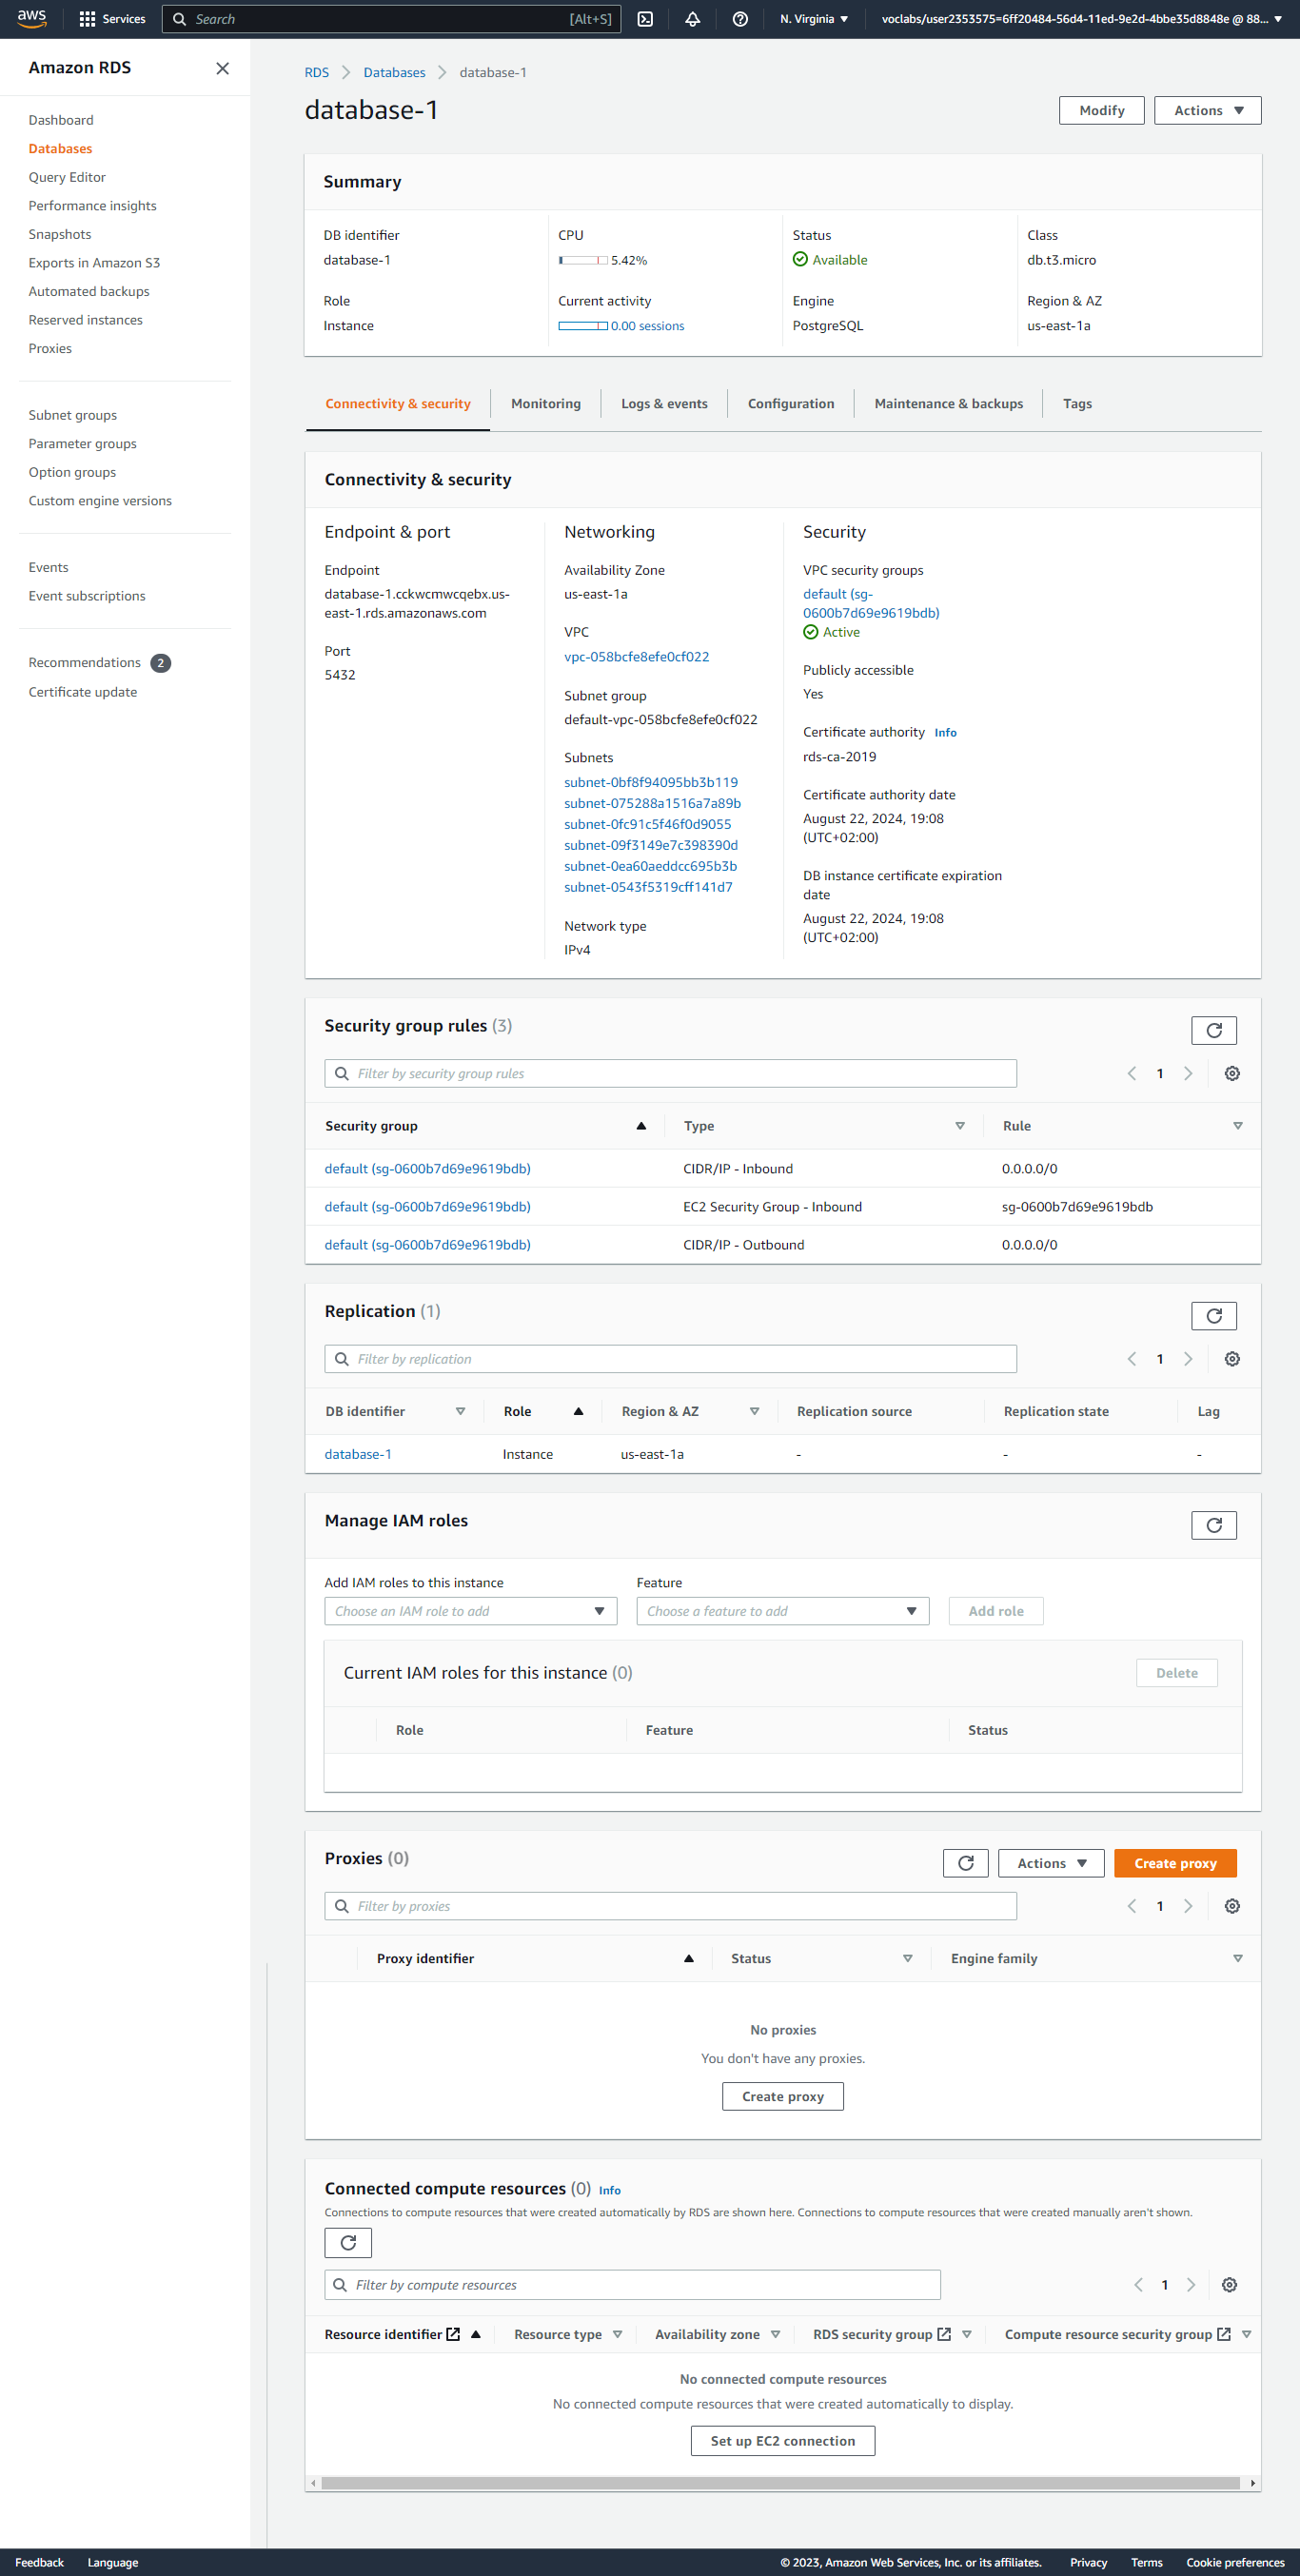 aws
Services
Search
[Alt+S]
N. Virginia
voclabs/user2353575=6ff20484-56d4-11ed-9e2d-4bbe35d8848e @ 88...
Amazon RDS
Dashboard
Databases
Query Editor
Performance insights
Snapshots
Exports in Amazon S3
Automated backups
Reserved instances
Proxies
Subnet groups
Parameter groups
Option groups
Custom engine versions
Events
Event subscriptions
Recommendations 2
Certificate update
RDS Databases database-1
database-1
Modify
Actions
Summary
DB identifier
database-1
CPU
5.42%
Status
Available
Class
db.t3.micro
Role
Instance
Current activity
0.00 sessions
Engine
PostgreSQL
Region & AZ
us-east-1a
Connectivity & security
Monitoring
Logs & events
Configuration
Maintenance & backups
Tags
Connectivity & security
Endpoint & port
Endpoint
database-1.cckwcmwcqebx.us-
east-1.rds.amazonaws.com
Port
5432
Networking
Availability Zone
us-east-1a
VPC
vpc-058bcfe8efe0cf022
Subnet group
default-vpc-058bcfe8efe0cf022
Subnets
subnet-0bf8f94095bb3b119
subnet-075288a1516a7a89b
subnet-0fc91c5f46f0d9055
subnet-09f3149e7c398390d
subnet-0ea60aeddcc695b3b
subnet-0543f5319cff141d7
Network type
IPv4
Security
VPC security groups
default (sg-
0600b7d69e9619bdb)
Active
Publicly accessible
Yes
Certificate authority Info
rds-ca-2019
Certificate authority date
August 22, 2024, 19:08
(UTC+02:00)
DB instance certificate expiration
date
August 22, 2024, 19:08
(UTC+02:00)
Security group rules (3)
Filter by security group rules
1
Security group Type Rule
default (sg-0600b7d69e9619bdb) CIDR/IP - Inbound 0.0.0.0/0
default (sg-0600b7d69e9619bdb) EC2 Security Group - Inbound sg-0600b7d69e9619bdb
default (sg-0600b7d69e9619bdb) CIDR/IP - Outbound 0.0.0.0/0
Replication (1)
Filter by replication
1
DB identifier Role Region & AZ Replication source Replication state Lag
database-1 Instance us-east-1a - - -
Manage IAM roles
Add IAM roles to this instance
Choose an IAM role to add
Feature
Choose a feature to add
Add role
Current IAM roles for this instance (0)
Delete
Role Feature Status
Proxies (0)
Actions
Create proxy
Filter by proxies
1
Proxy identifier Status Engine family
No proxies
You don't have any proxies.
Create proxy
Connected compute resources (0) Info
Connections to compute resources that were created automatically by RDS are shown here. Connections to compute resources that were created manually aren't shown.
Filter by compute resources
1
Resource identifier Resource type Availability zone RDS security group Compute resource security group
No connected compute resources
No connected compute resources that were created automatically to display.
Set up EC2 connection
Feedback
Language
© 2023, Amazon Web Services, Inc. or its affiliates.
Privacy
Terms
Cookie preferences